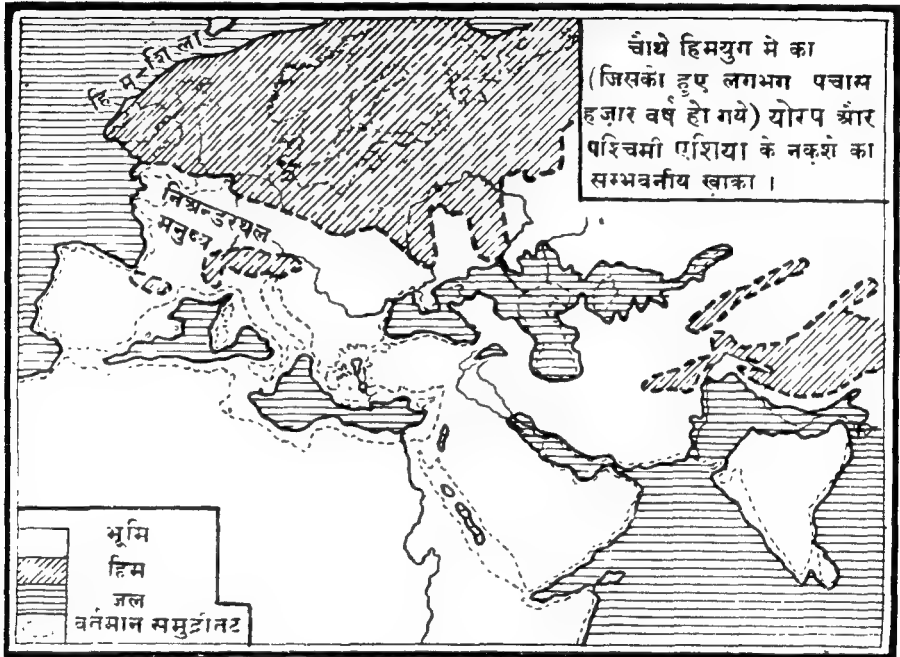 चौथे हिमयुग मे का
(जिसको हुए लगभग पचास
हज़ार वर्ष हो गये) योरप और
पश्चिमी एशिया के नक़शे का
सम्भवनीय ख़ाका ।
हिम-शिला
निअन्डरथल
मनुष्य
भूमि
हिम
जल
वर्तमान समुद्रीतट